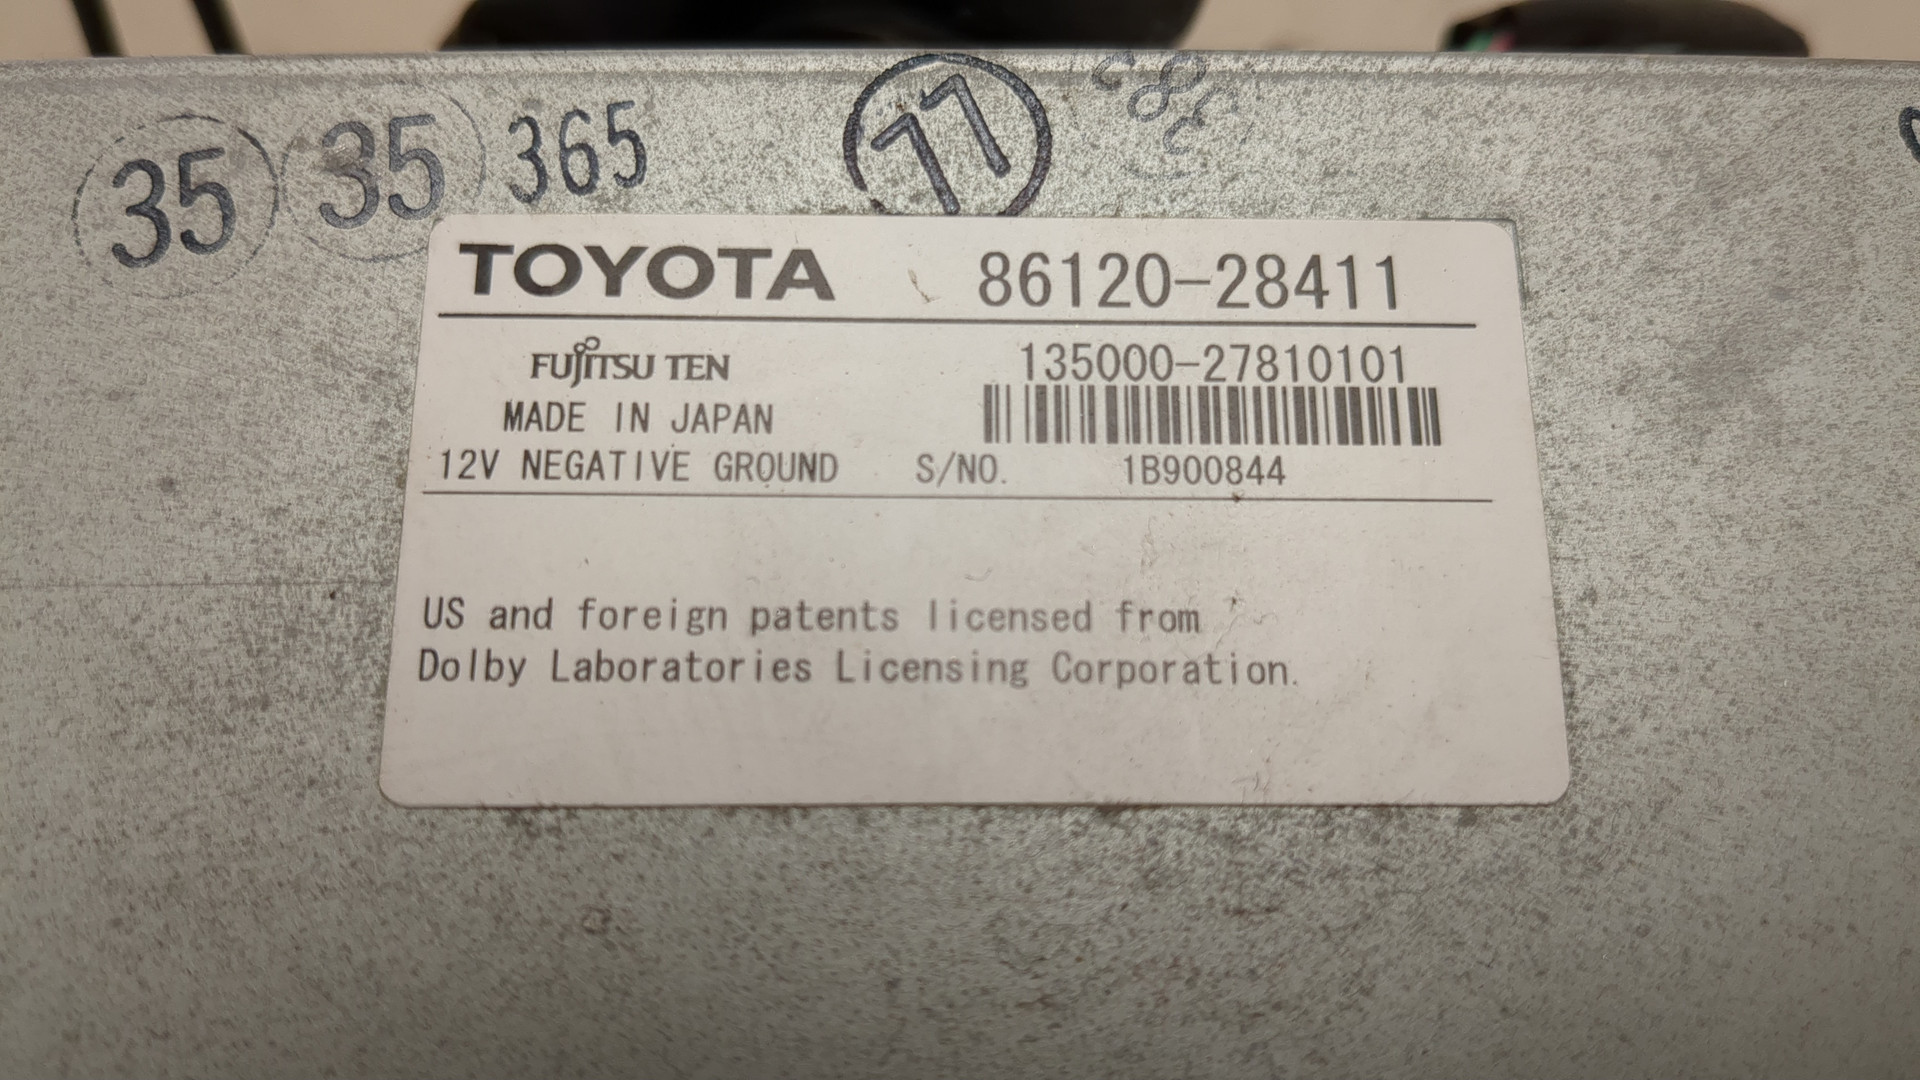 35 35 365 11
TOYOTA 86120-28411
FUJITSU TEN 135000-27810101
MADE IN JAPAN
12V NEGATIVE GROUND S/NO. 1B900844
US and foreign patents licensed from
Dolby Laboratories Licensing Corporation.